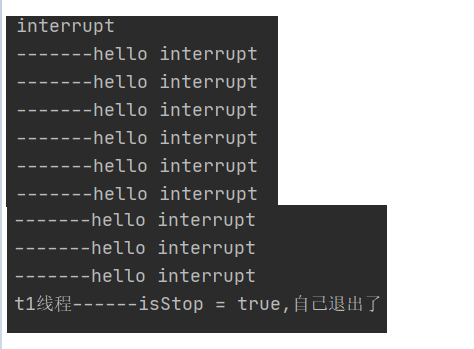 interrupt
-------hello interrupt
-------hello interrupt
-------hello interrupt
-------hello interrupt
-------hello interrupt
-------hello interrupt
-------hello interrupt
-------hello interrupt
-------hello interrupt
t1线程------isStop = true,自己退出了